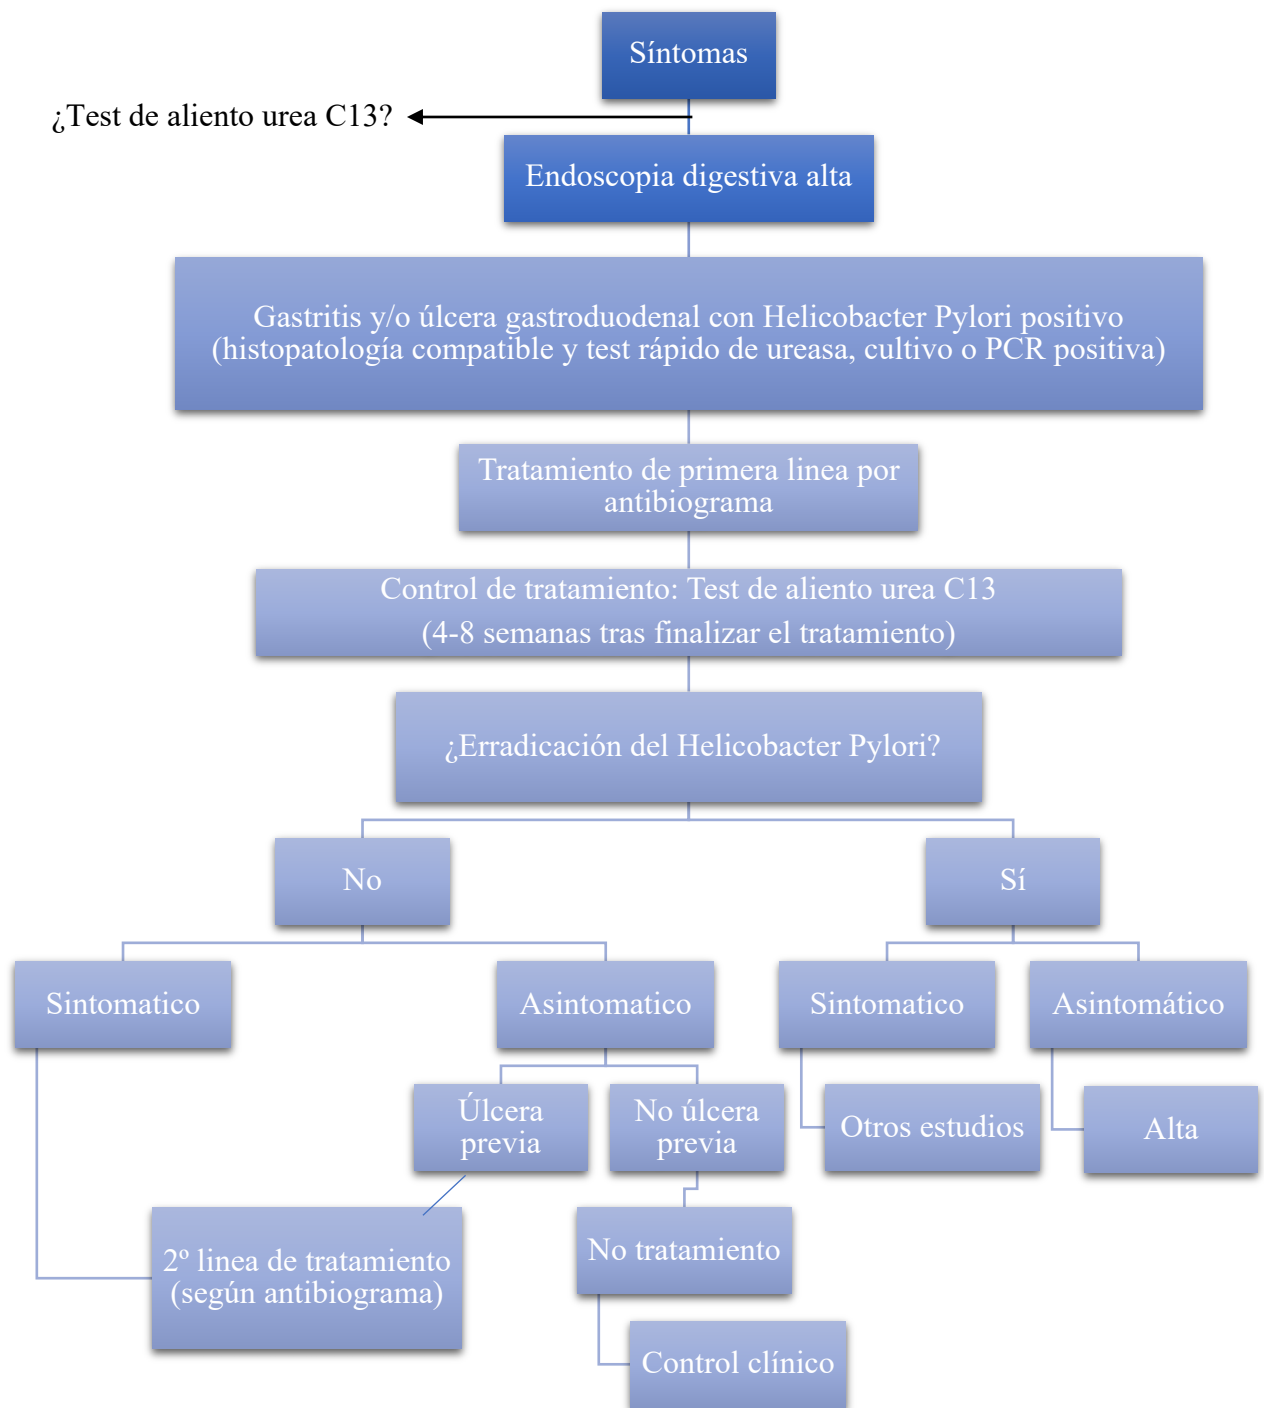 Síntomas
¿Test de aliento urea C13?
Endoscopia digestiva alta
Gastritis y/o úlcera gastroduodenal con Helicobacter Pylori positivo
(histopatología compatible y test rápido de ureasa, cultivo o PCR positiva)
Tratamiento de primera linea por
antibiograma
Control de tratamiento: Test de aliento urea C13
(4-8 semanas tras finalizar el tratamiento)
¿Erradicación del Helicobacter Pylori?
No
Sí
Sintomatico
Asintomatico
Sintomatico
Asintomático
Úlcera
previa
No úlcera
previa
Otros estudios
Alta
2º linea de tratamiento
(según antibiograma)
No tratamiento
Control clínico